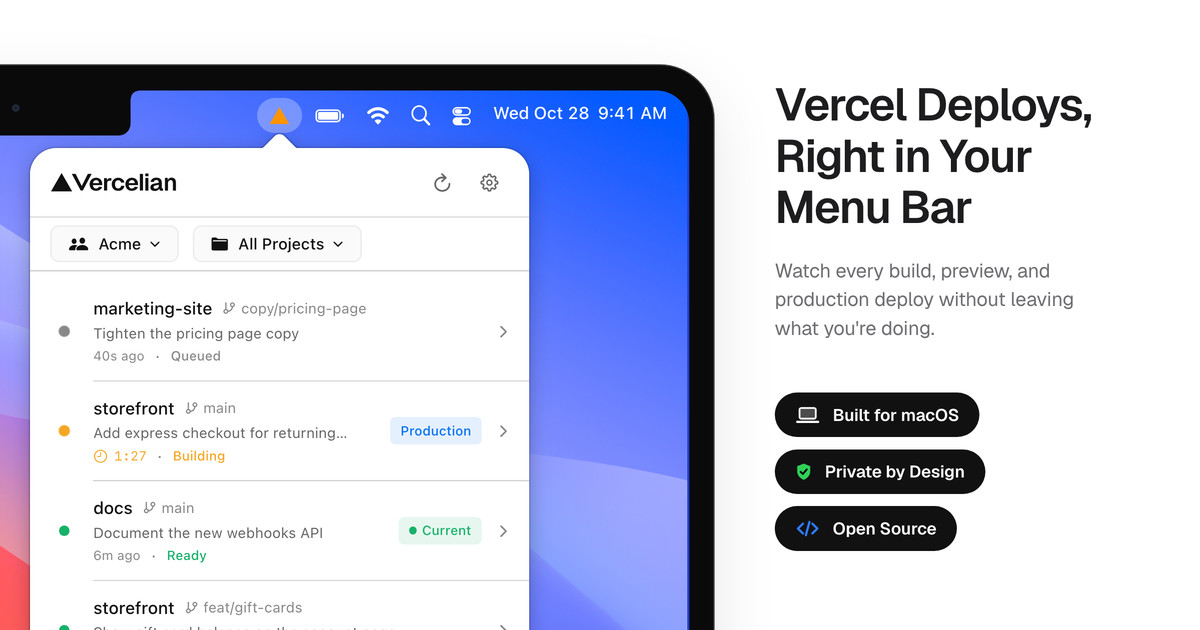 Wed Oct 28 9:41 AM
Vercelian
Acme
All Projects
marketing-site copy/pricing-page
Tighten the pricing page copy
40s ago · Queued
storefront main
Add express checkout for returning...
Production
1:27 · Building
docs main
Document the new webhooks API
Current
6m ago · Ready
storefront feat/gift-cards
Vercel Deploys,
Right in Your
Menu Bar
Watch every build, preview, and
production deploy without leaving
what you're doing.
Built for macOS
Private by Design
Open Source